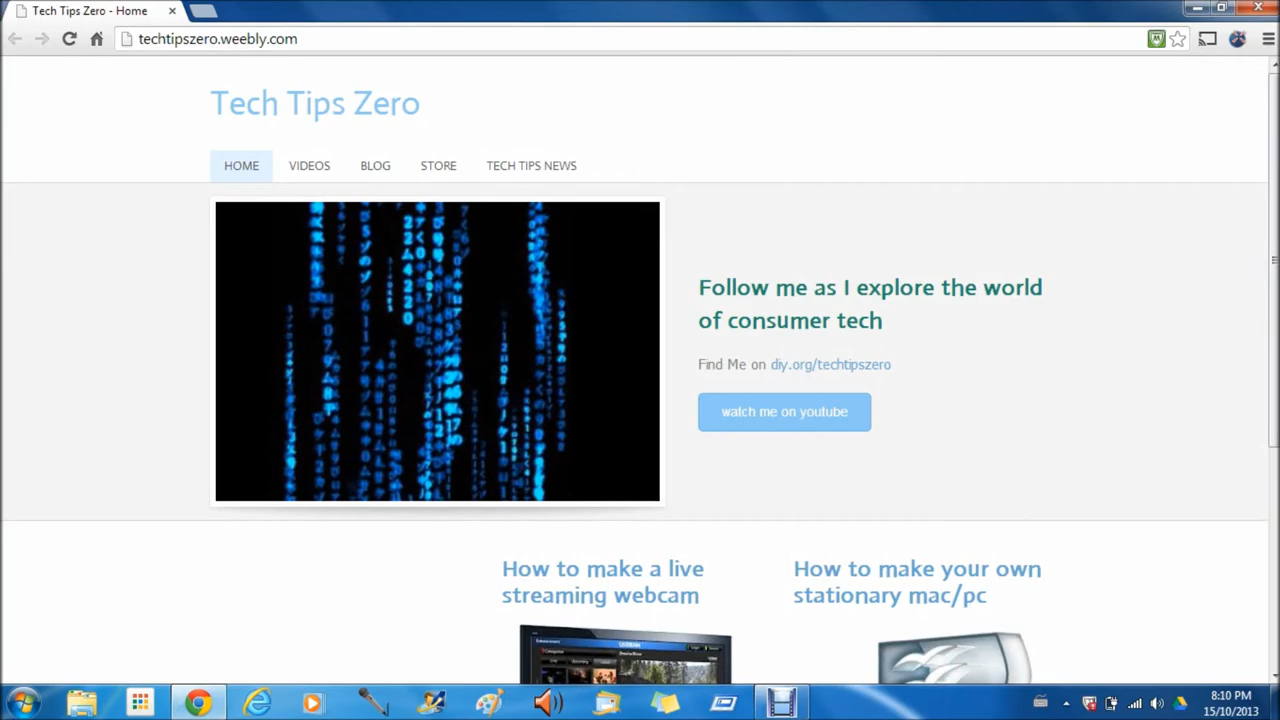 Tech Tips Zero - Home
techtipszero.weebly.com
Tech Tips Zero
HOME VIDEOS BLOG STORE TECH TIPS NEWS
Follow me as I explore the world
of consumer tech
Find Me on diy.org/techtipszero
watch me on youtube
How to make a live
streaming webcam
How to make your own
stationary mac/pc
8:10 PM
15/10/2013